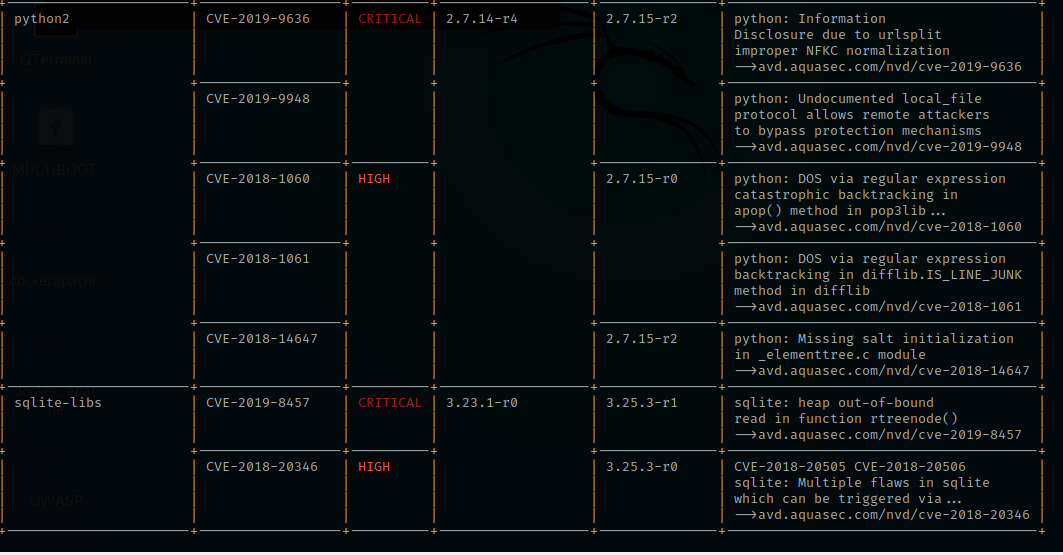 python2 CVE-2019-9636 CRITICAL 2.7.14-r4 2.7.15-r2 python: Information
Disclosure due to urlsplit
improper NFKC normalization
-->avd.aquasec.com/nvd/cve-2019-9636
QTerminal
CVE-2019-9948 python: Undocumented local_file
protocol allows remote attackers
to bypass protection mechanisms
-->avd.aquasec.com/nvd/cve-2019-9948
MULTIBOOT
CVE-2018-1060 HIGH 2.7.15-r0 python: DOS via regular expression
catastrophic backtracking in
apop() method in pop3lib...
-->avd.aquasec.com/nvd/cve-2018-1060
CVE-2018-1061 python: DOS via regular expression
backtracking in difflib.IS_LINE_JUNK
method in difflib
-->avd.aquasec.com/nvd/cve-2018-1061
dockerapache
CVE-2018-14647 2.7.15-r2 python: Missing salt initialization
in _elementtree.c module
-->avd.aquasec.com/nvd/cve-2018-14647
sqlite-libs CVE-2019-8457 CRITICAL 3.23.1-r0 3.25.3-r1 sqlite: heap out-of-bound
read in function rtreenode()
-->avd.aquasec.com/nvd/cve-2019-8457
CVE-2018-20346 HIGH 3.25.3-r0 CVE-2018-20505 CVE-2018-20506
sqlite: Multiple flaws in sqlite
which can be triggered via...
-->avd.aquasec.com/nvd/cve-2018-20346
OWASP